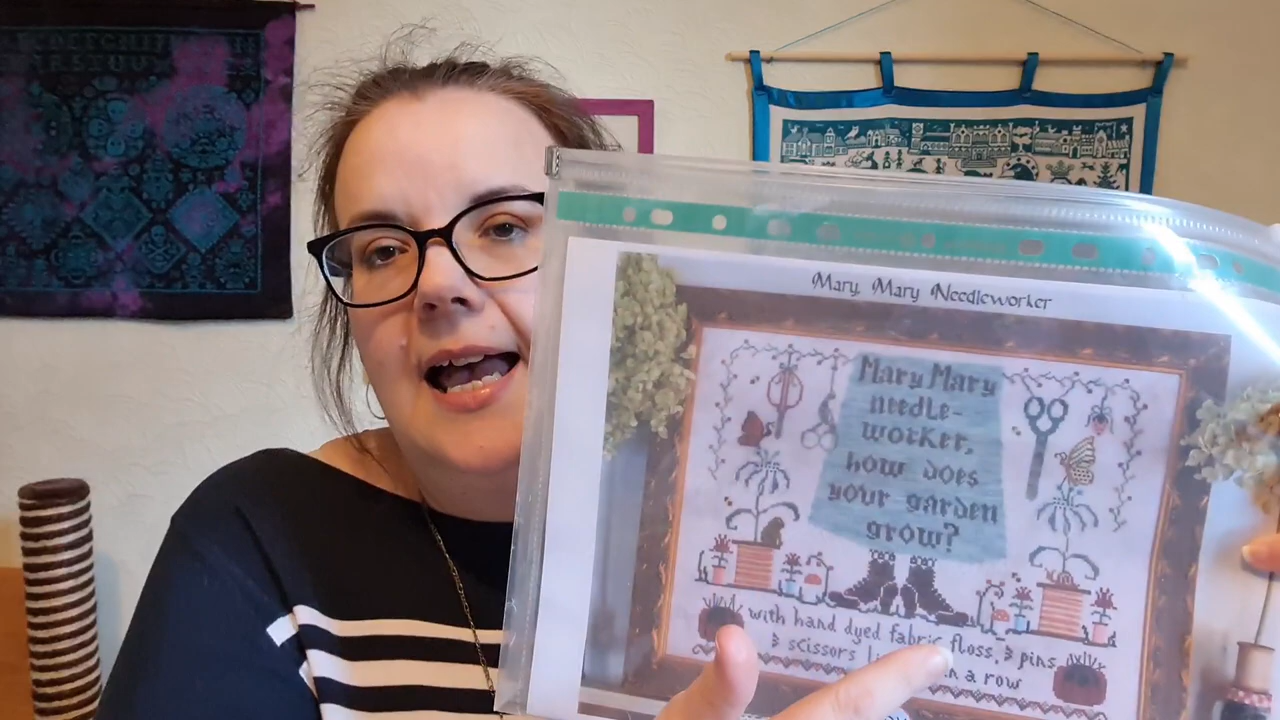 Mary, Mary Needleworker
Mary Mary
needle-
worker,
how does
your garden
grow?
with hand dyed fabric floss, & pins
& scissors
in a row